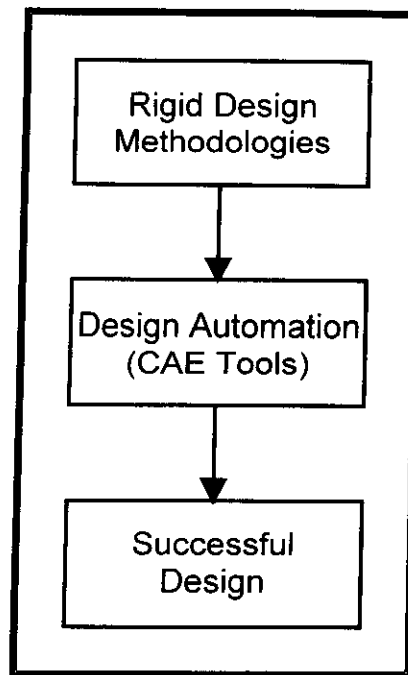 Rigid Design
Methodologies
Design Automation
(CAE Tools)
Successful
Design